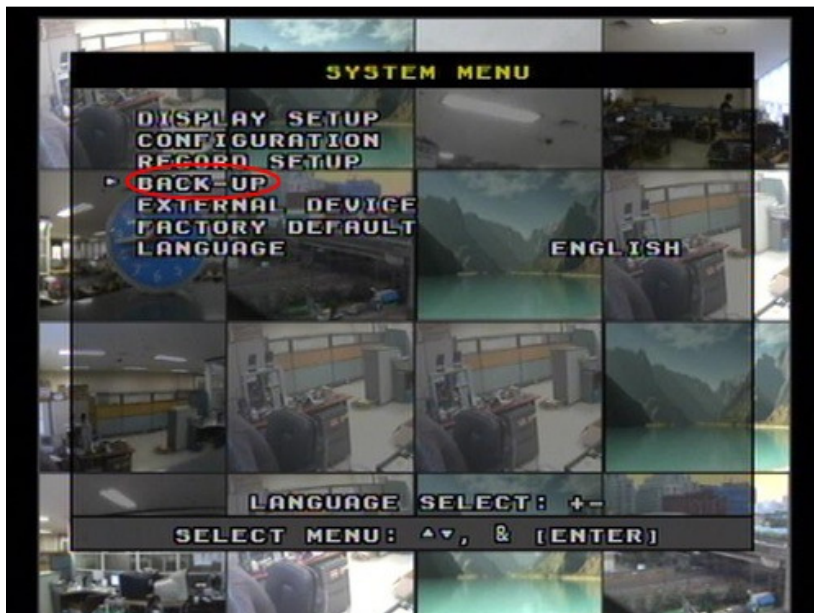 SYSTEM MENU
DISPLAY SETUP
CONFIGURATION
RECORD SETUP
BACK-UP
EXTERNAL DEVICE
FACTORY DEFAULT
LANGUAGE ENGLISH
LANGUAGE SELECT: +-
SELECT MENU: ▲▼, & [ENTER]